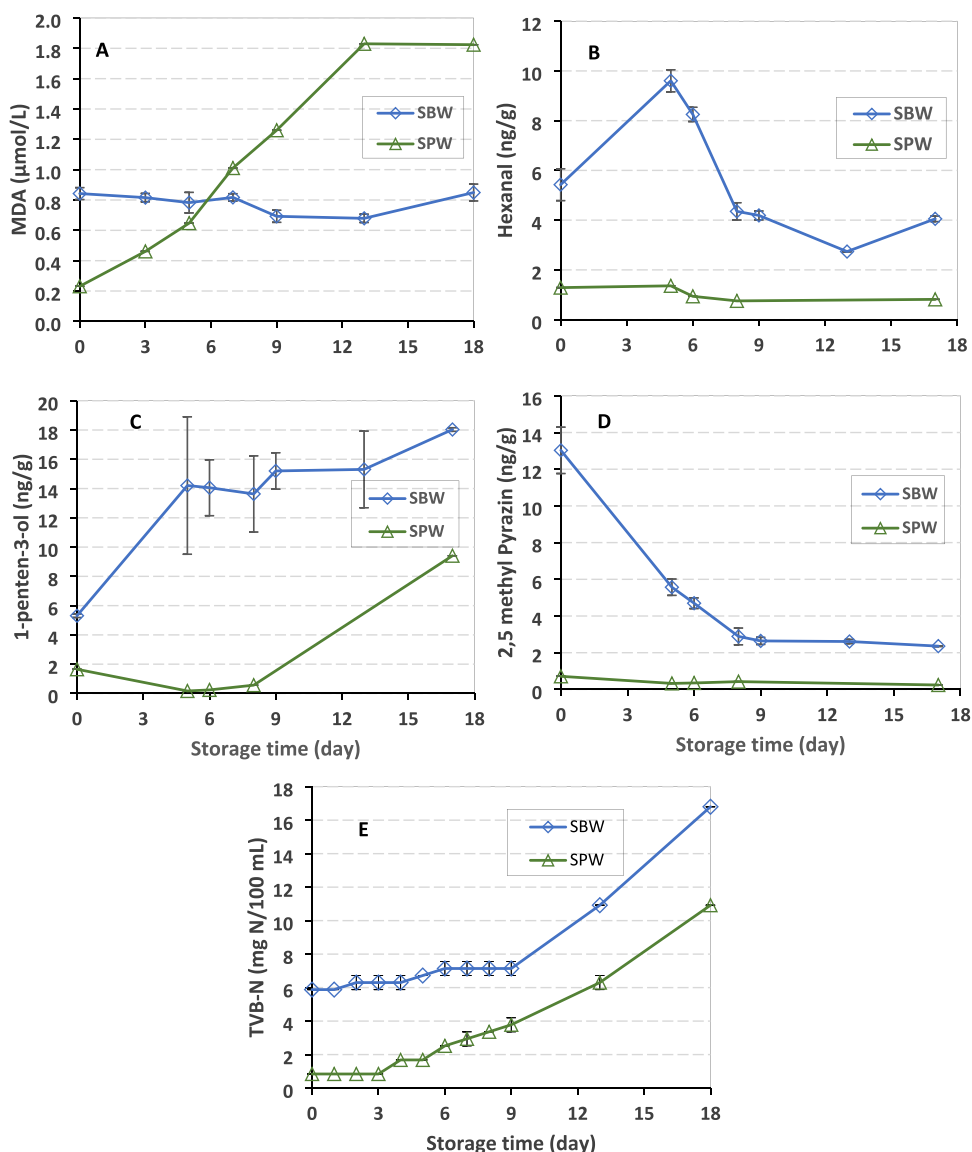 A
MDA (µmol/L)
2.0
1.8
1.6
1.4
1.2
1.0
0.8
0.6
0.4
0.2
0.0
0 3 6 9 12 15 18
SBW
SPW
B
Hexanal (ng/g)
12
10
8
6
4
2
0
0 3 6 9 12 15 18
SBW
SPW
C
1-penten-3-ol (ng/g)
20
18
16
14
12
10
8
6
4
2
0
0 3 6 9 12 15 18
Storage time (day)
SBW
SPW
D
2,5 methyl Pyrazin (ng/g)
16
14
12
10
8
6
4
2
0
0 3 6 9 12 15 18
Storage time (day)
SBW
SPW
E
TVB-N (mg N/100 mL)
18
16
14
12
10
8
6
4
2
0
0 3 6 9 12 15 18
Storage time (day)
SBW
SPW